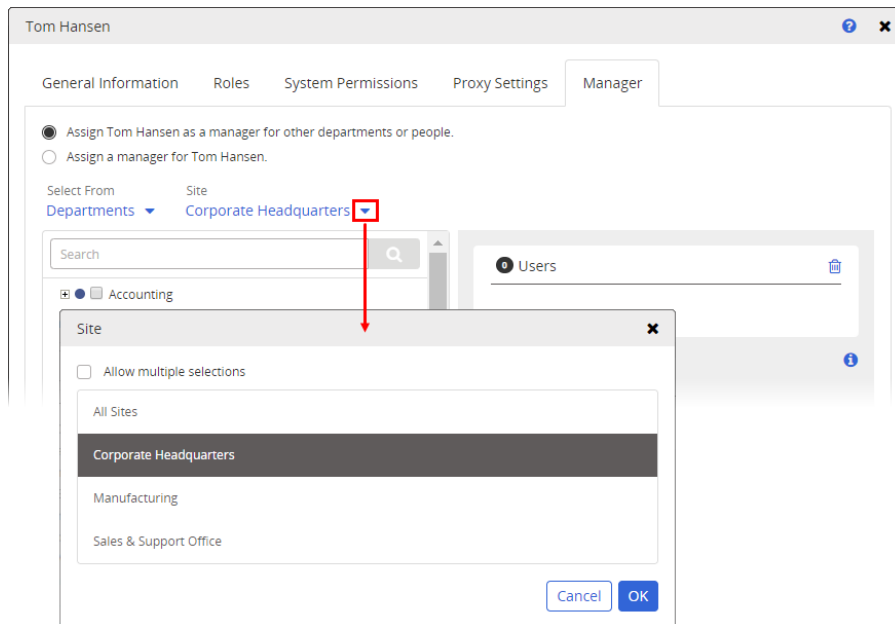 Tom Hansen
General Information Roles System Permissions Proxy Settings Manager
Assign Tom Hansen as a manager for other departments or people.
Assign a manager for Tom Hansen.
Select From Site
Departments Corporate Headquarters
Search
0 Users
Accounting
Site
Allow multiple selections
All Sites
Corporate Headquarters
Manufacturing
Sales & Support Office
Cancel OK